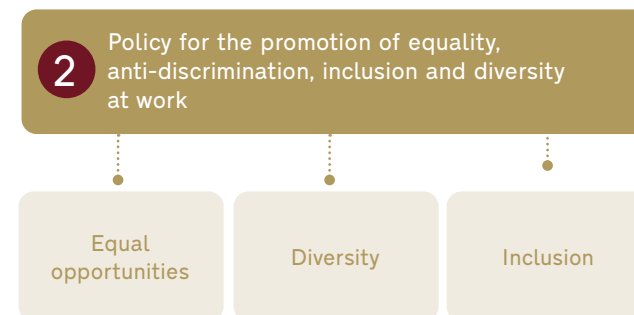 2
Policy for the promotion of equality,
anti-discrimination, inclusion and diversity
at work
Equal
opportunities
Diversity
Inclusion